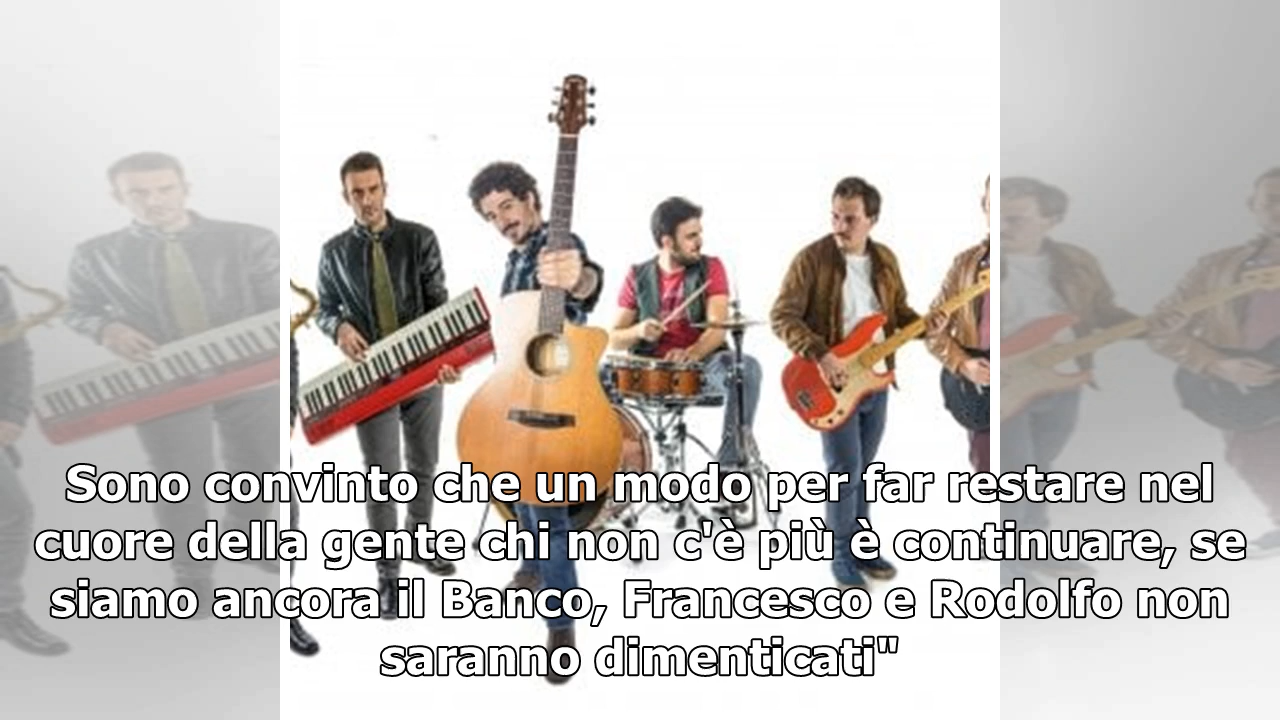 Sono convinto che un modo per far restare nel
cuore della gente chi non c'è più è continuare, se
siamo ancora il Banco, Francesco e Rodolfo non
saranno dimenticati"